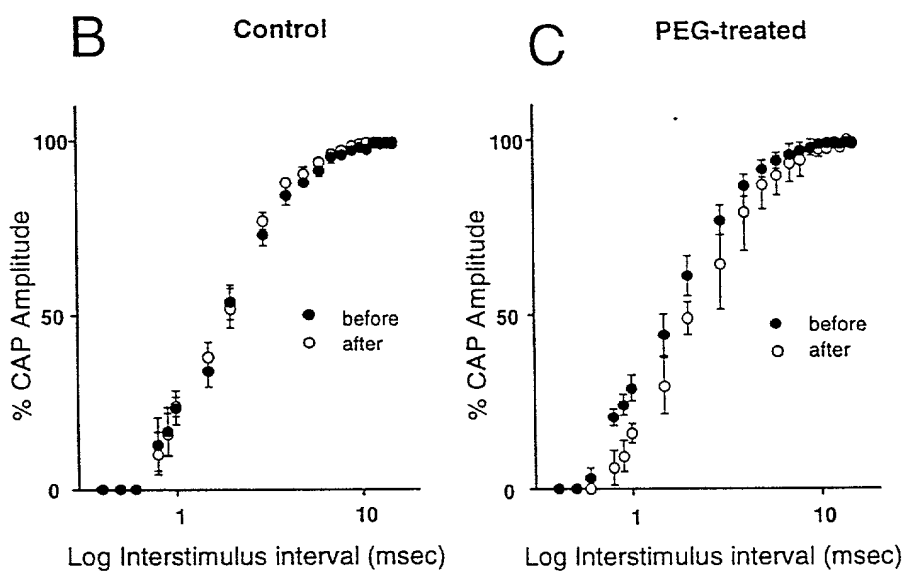 B
Control
% CAP Amplitude
100
50
0
before
after
1
10
Log Interstimulus interval (msec)
C
PEG-treated
% CAP Amplitude
100
50
0
before
after
1
10
Log Interstimulus interval (msec)